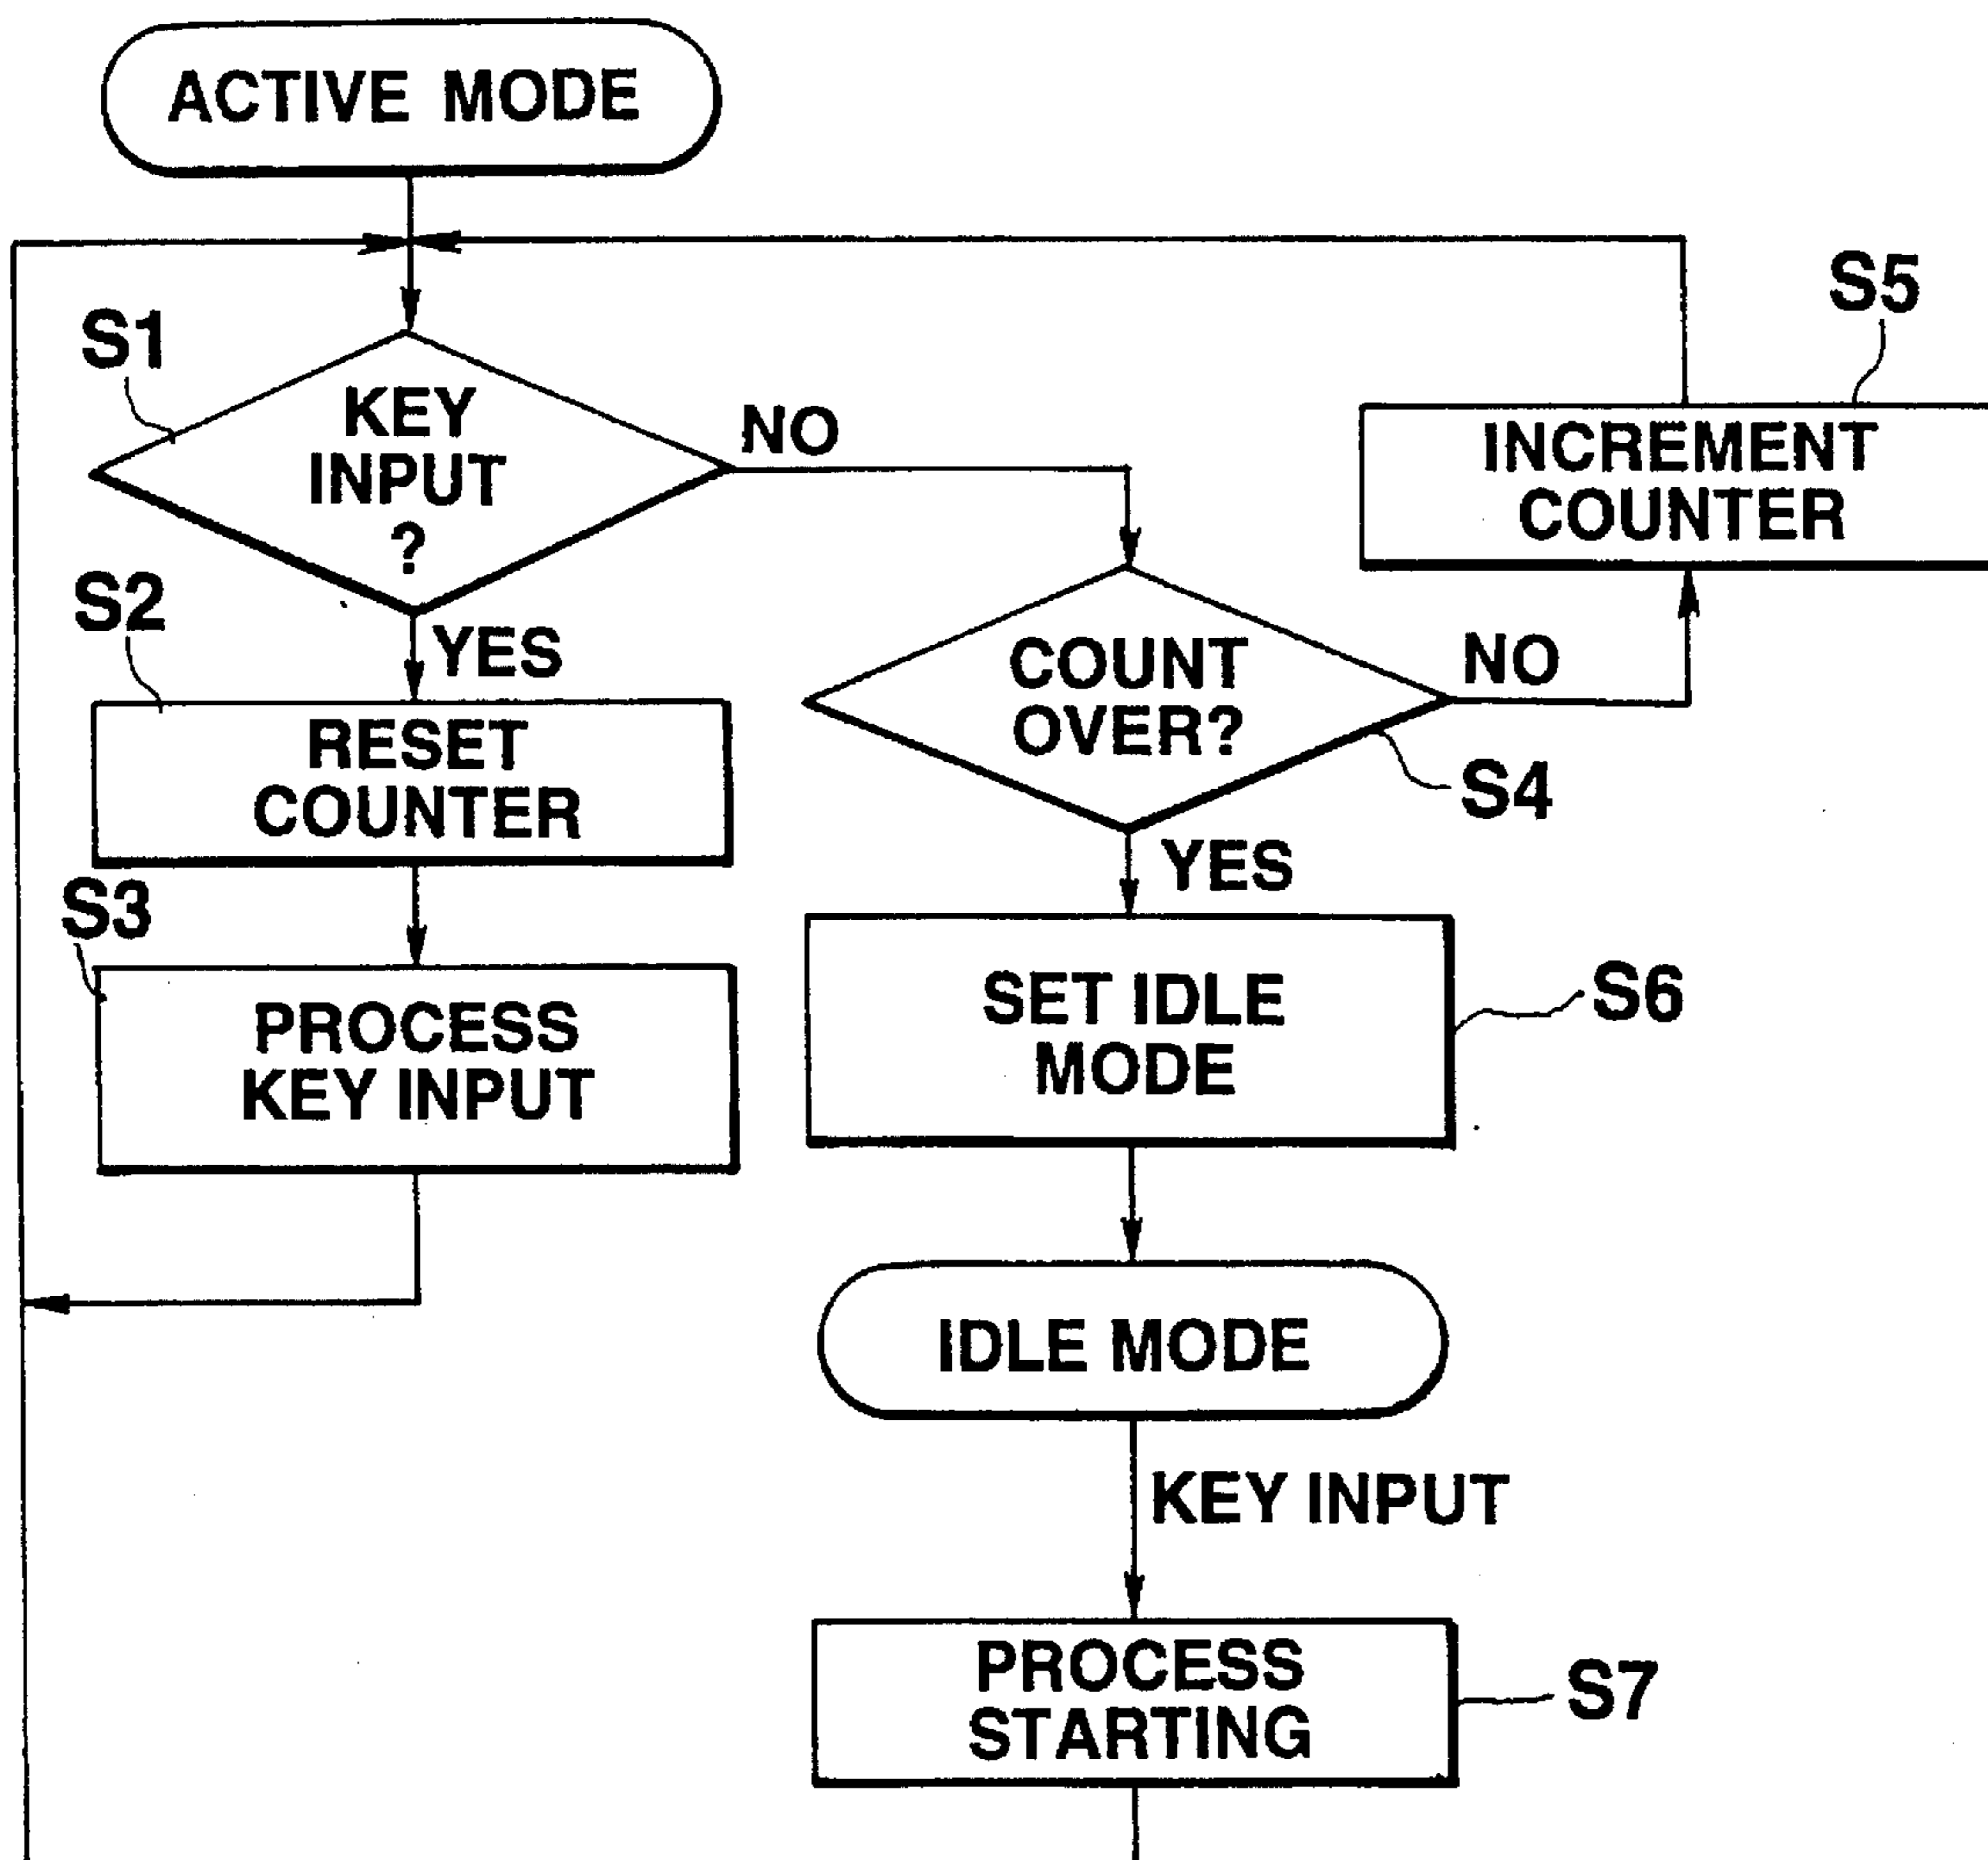 ACTIVE MODE
S1
KEY
INPUT
?
NO
YES
S2
RESET
COUNTER
S3
PROCESS
KEY INPUT
COUNT
OVER?
NO
S4
S5
INCREMENT
COUNTER
YES
SET IDLE
MODE
S6
IDLE MODE
KEY INPUT
PROCESS
STARTING
S7